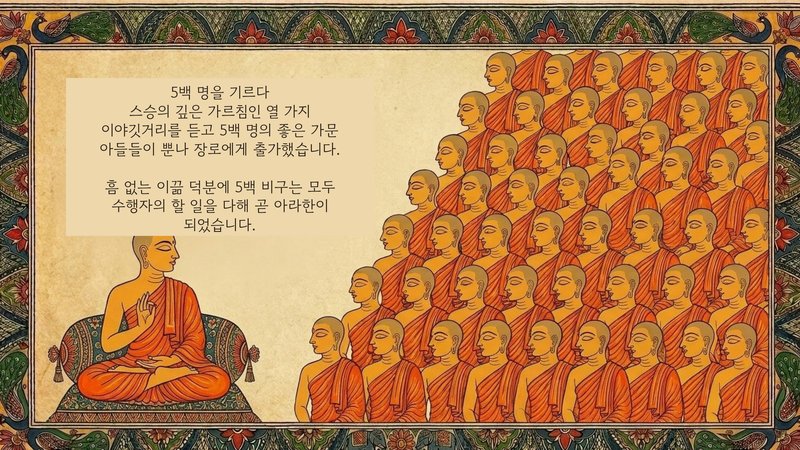 5백 명을 기르다
스승의 깊은 가르침인 열 가지
이야깃거리를 듣고 5백 명의 좋은 가문
아들들이 뿐나 장로에게 출가했습니다.
흠 없는 이끎 덕분에 5백 비구는 모두
수행자의 할 일을 다해 곧 아라한이
되었습니다.